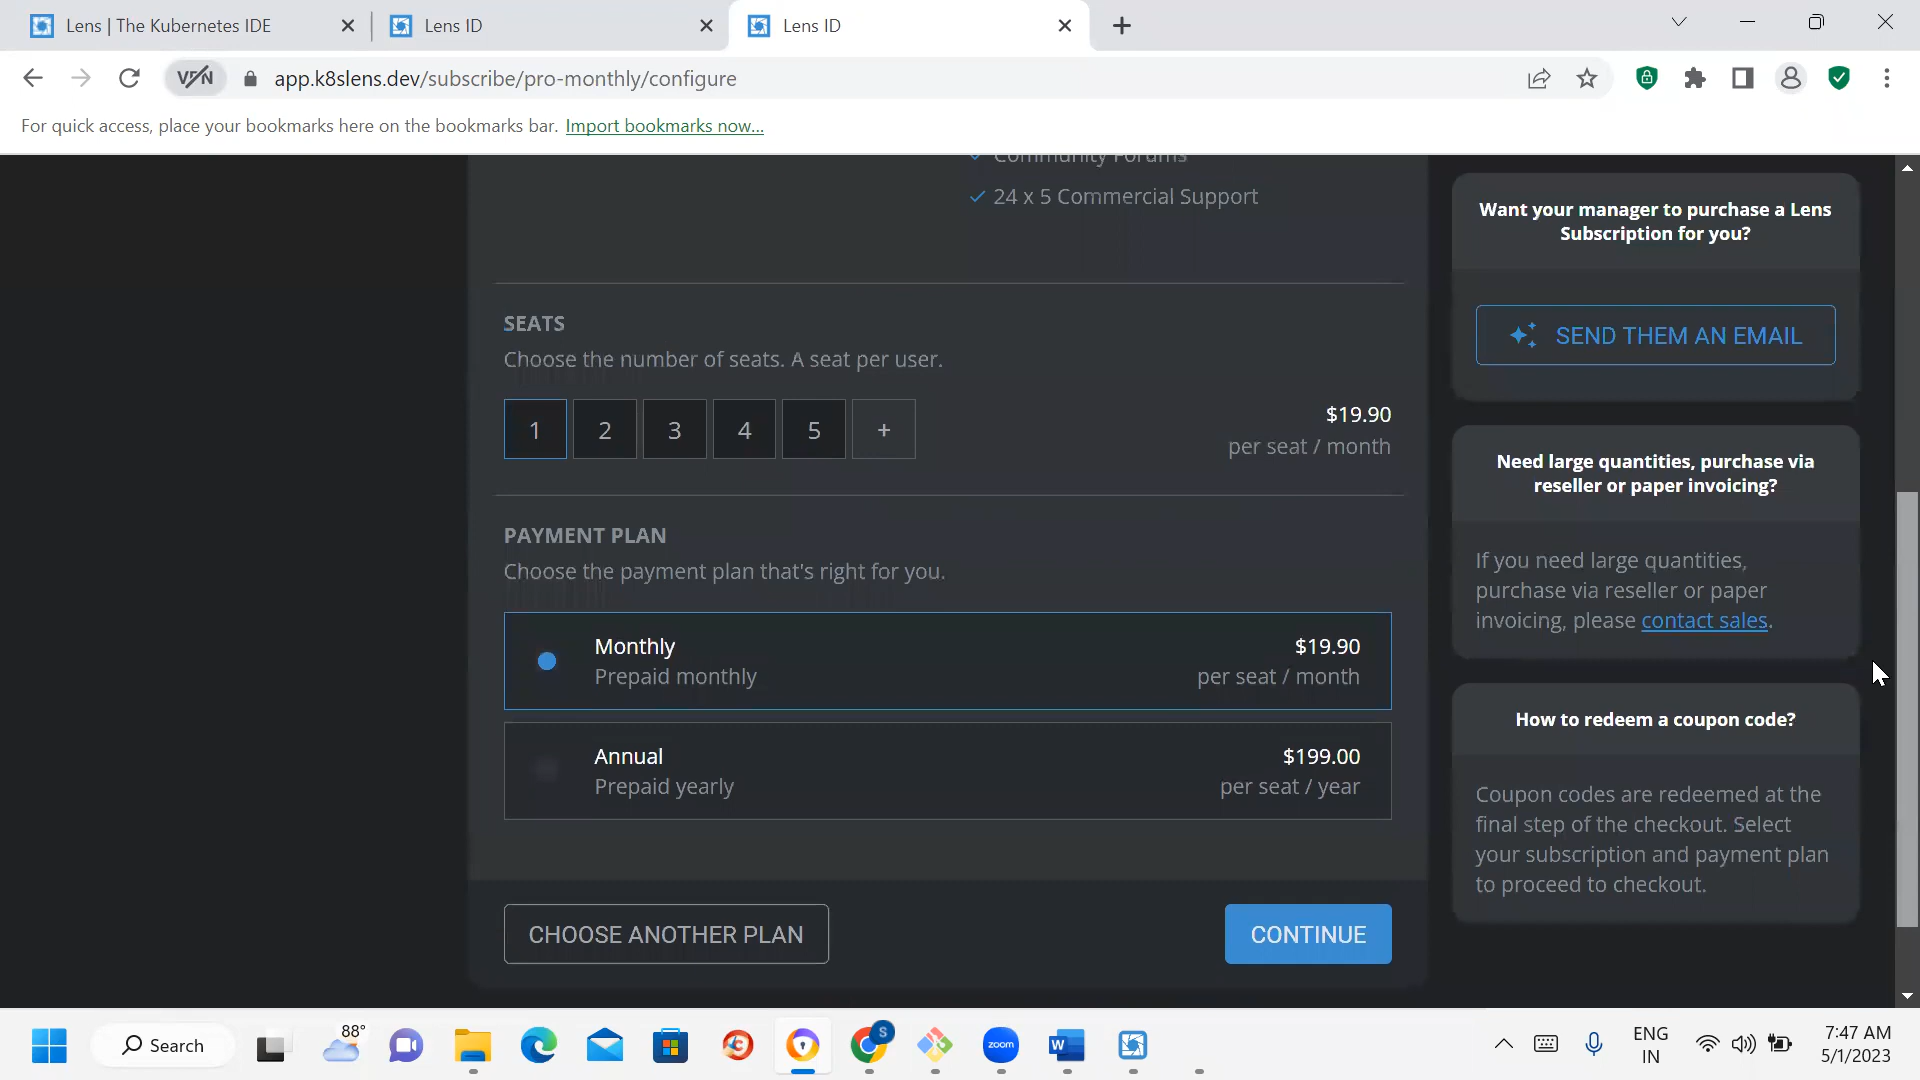 Lens | The Kubernetes IDE
Lens ID
Lens ID
VPN
app.k8slens.dev/subscribe/pro-monthly/configure
For quick access, place your bookmarks here on the bookmarks bar. Import bookmarks now...
Community Forums
24 x 5 Commercial Support
SEATS
Choose the number of seats. A seat per user.
1 2 3 4 5 +
$19.90
per seat / month
PAYMENT PLAN
Choose the payment plan that's right for you.
Monthly
Prepaid monthly
$19.90
per seat / month
Annual
Prepaid yearly
$199.00
per seat / year
CHOOSE ANOTHER PLAN
CONTINUE
Want your manager to purchase a Lens
Subscription for you?
SEND THEM AN EMAIL
Need large quantities, purchase via
reseller or paper invoicing?
If you need large quantities,
purchase via reseller or paper
invoicing, please contact sales.
How to redeem a coupon code?
Coupon codes are redeemed at the
final step of the checkout. Select
your subscription and payment plan
to proceed to checkout.
Search
88°
S
zoom
W
ENG
IN
7:47 AM
5/1/2023